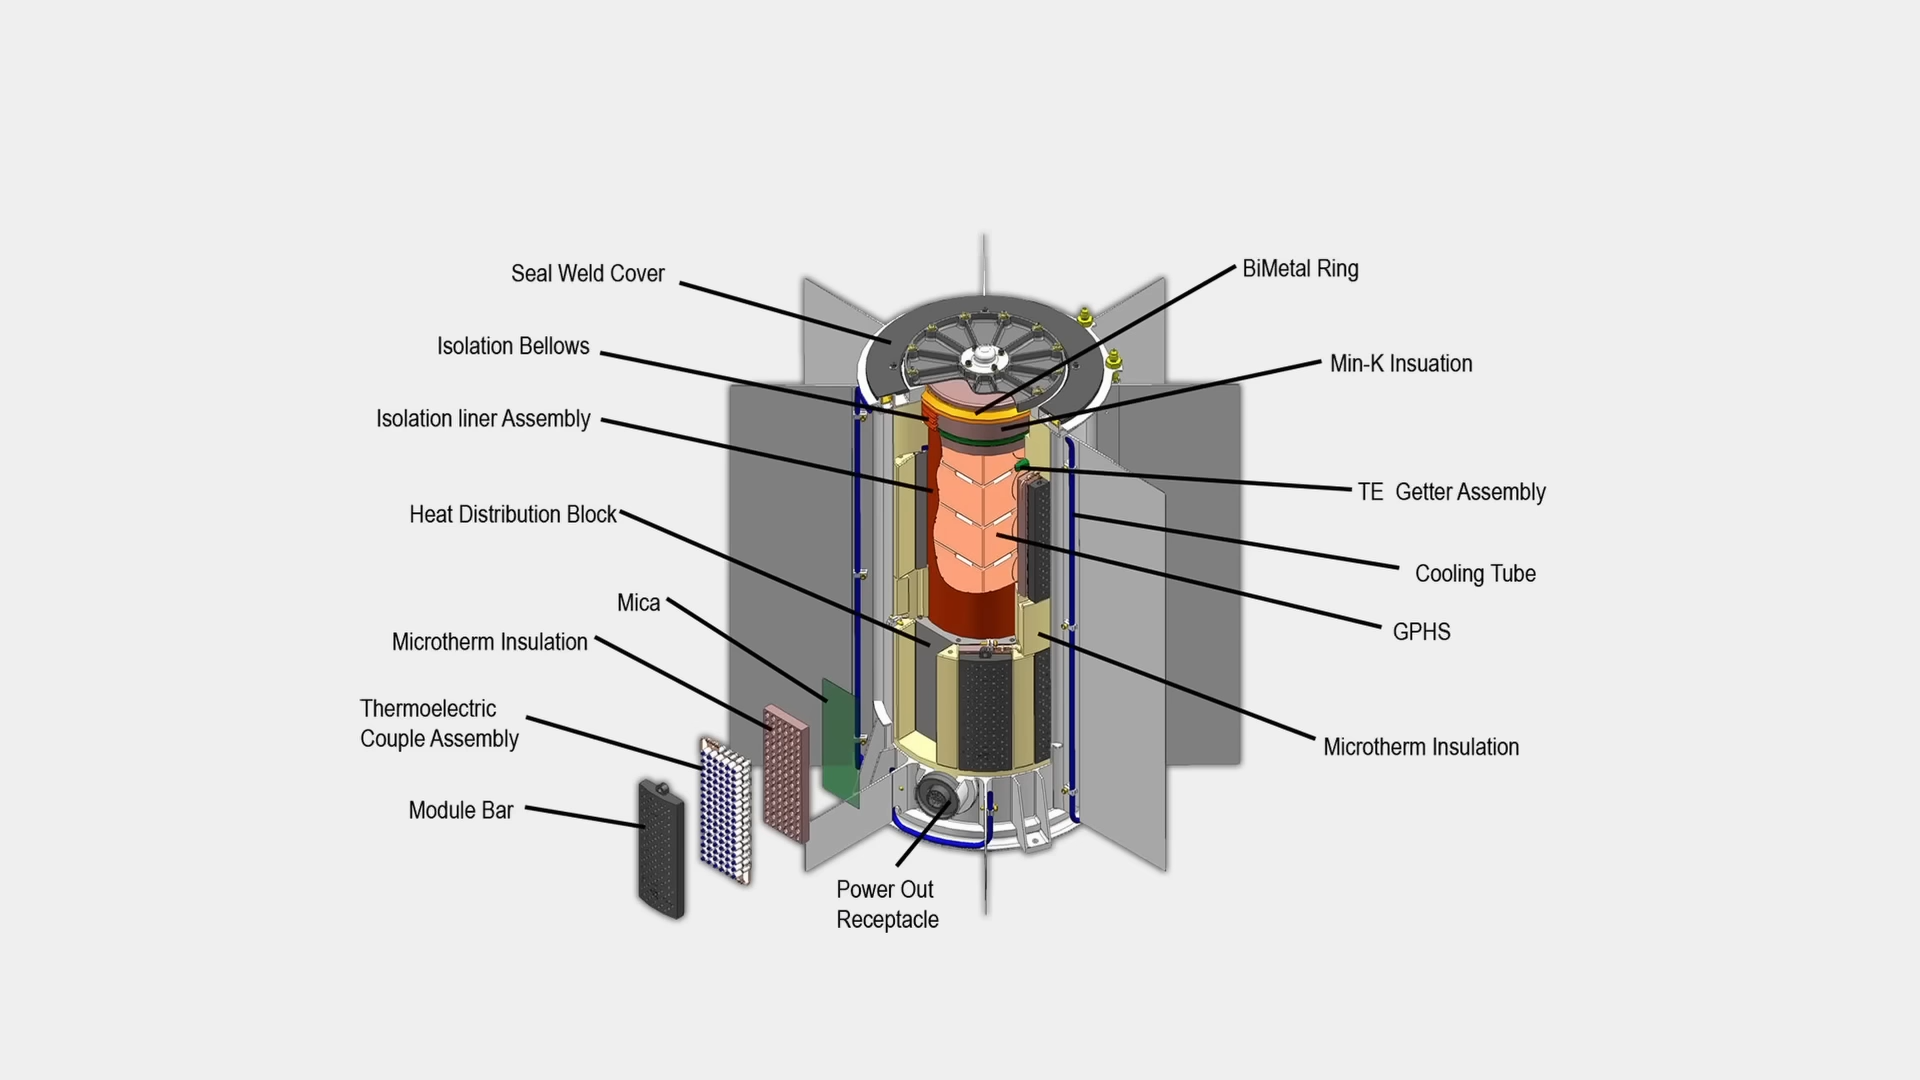 Seal Weld Cover
BiMetal Ring
Isolation Bellows
Min-K Insuation
Isolation liner Assembly
TE Getter Assembly
Heat Distribution Block
Cooling Tube
Mica
GPHS
Microtherm Insulation
Thermoelectric
Couple Assembly
Microtherm Insulation
Module Bar
Power Out
Receptacle